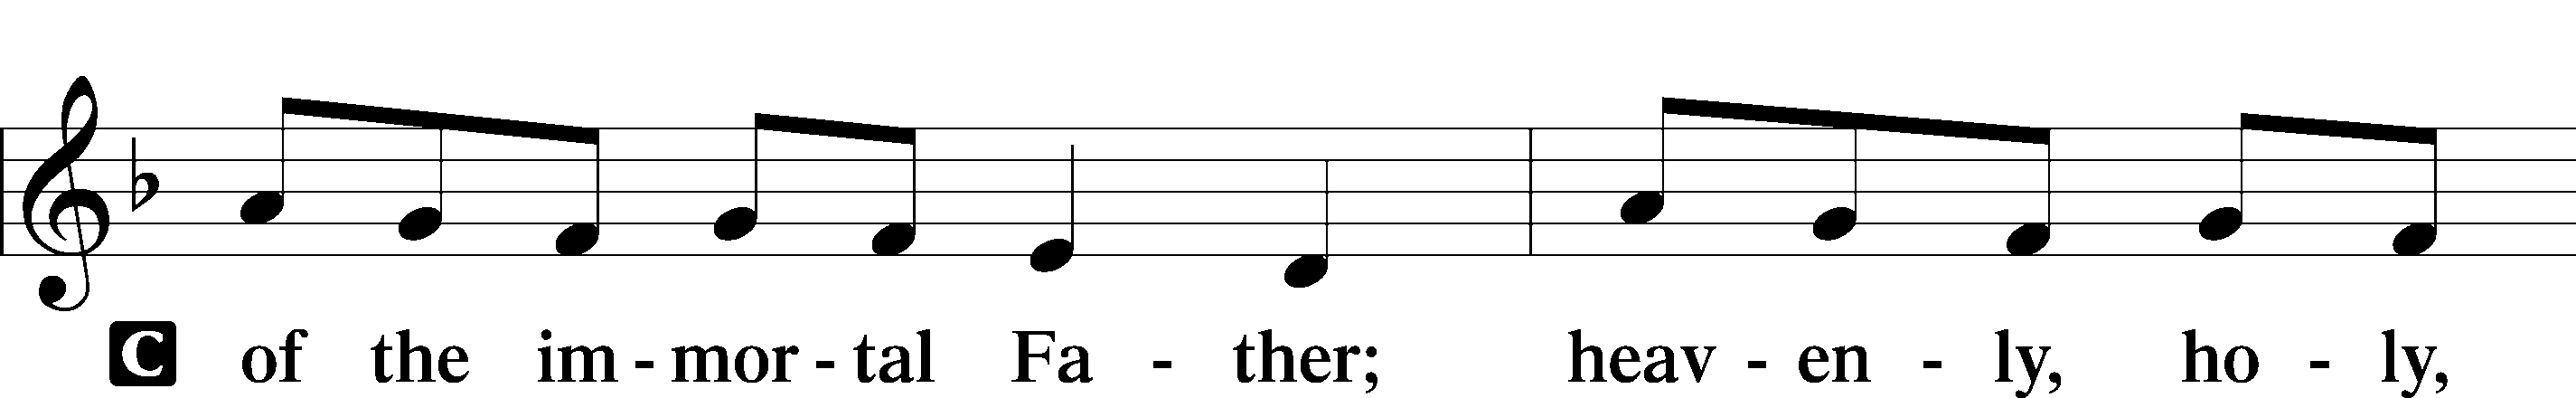 C of the im - mor - tal Fa - ther; heav - en - ly, ho - ly,